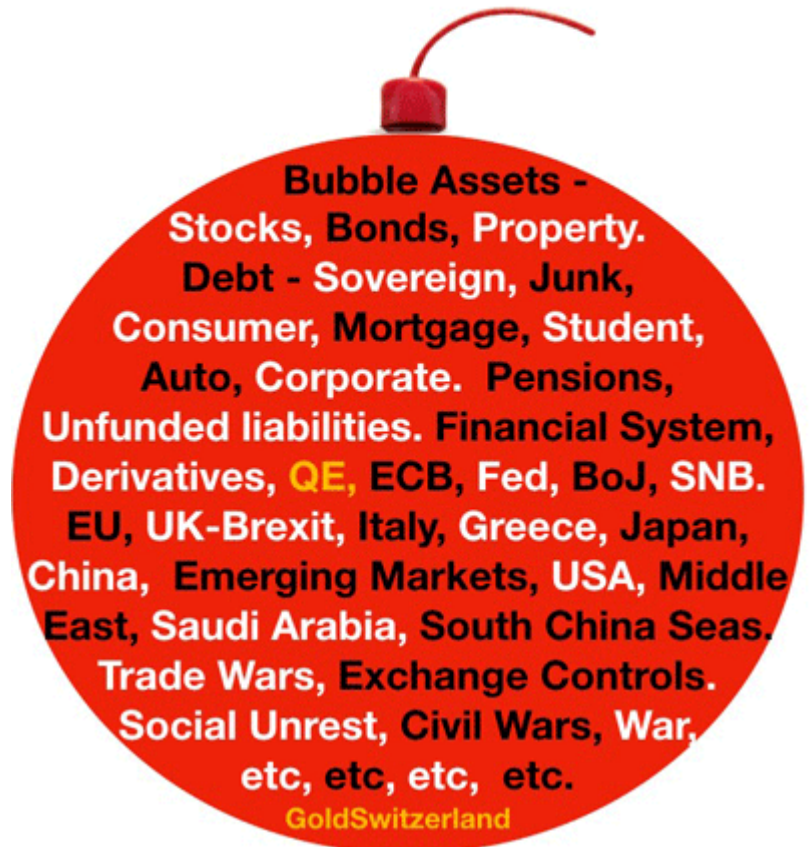 Bubble Assets -
Stocks, Bonds, Property.
Debt - Sovereign, Junk,
Consumer, Mortgage, Student,
Auto, Corporate. Pensions,
Unfunded liabilities. Financial System,
Derivatives, QE, ECB, Fed, BoJ, SNB.
EU, UK-Brexit, Italy, Greece, Japan,
China, Emerging Markets, USA, Middle
East, Saudi Arabia, South China Seas.
Trade Wars, Exchange Controls.
Social Unrest, Civil Wars, War,
etc, etc, etc, etc.
GoldSwitzerland